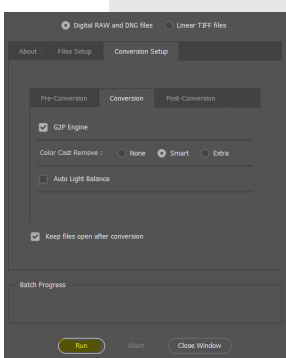 Digital RAW and DNG files Linear TIFF files
About Files Setup Conversion Setup
Pre-Conversion Conversion Post-Conversion
G2P Engine
Color Cast Remove : None Smart Extra
Auto Light Balance
Keep files open after conversion
Batch Progress
Run Abort Close Window